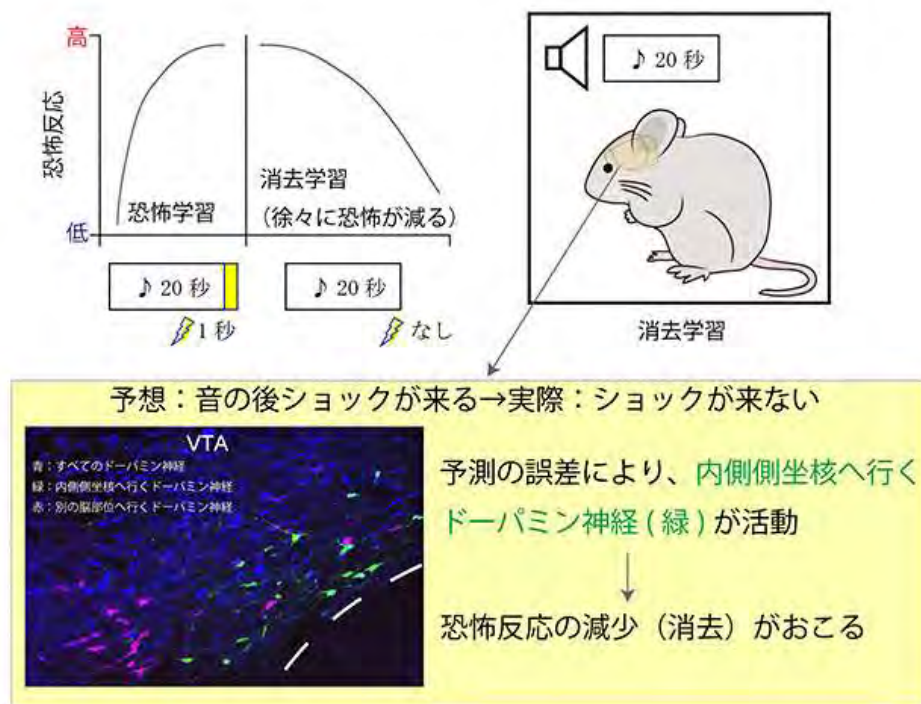 高
恐怖反応
低
恐怖学習
消去学習
（徐々に恐怖が減る）
♪ 20 秒
1 秒
♪ 20 秒
なし
♪ 20 秒
消去学習
予想：音の後ショックが来る→実際：ショックが来ない
VTA
青：すべてのドーパミン神経
緑：内側側坐核へ行くドーパミン神経
赤：別の脳部位へ行くドーパミン神経
予測の誤差により、内側側坐核へ行く
ドーパミン神経 ( 緑 ) が活動
恐怖反応の減少（消去）がおこる